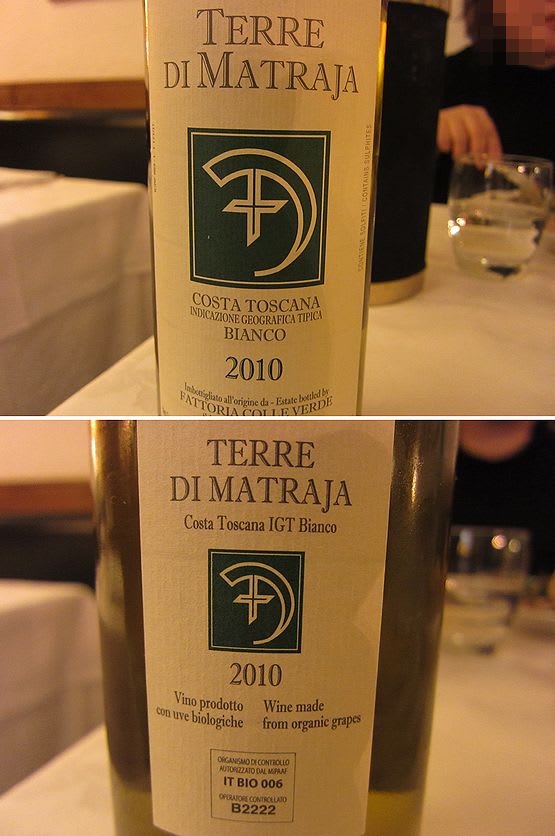 TERRE
DI MATRAJA
CONTIENE SOLFITI / CONTAINS SULPHITES
COSTA TOSCANA
INDICAZIONE GEOGRAFICA TIPICA
BIANCO
2010
Imbottigliato all'origine da - Estate bottled by
FATTORIA COLLE VERDE
TERRE
DI MATRAJA
Costa Toscana IGT Bianco
2010
Vino prodotto
con uve biologiche
Wine made
from organic grapes
ORGANISMO DI CONTROLLO
AUTORIZZATO DAL MIPAAF
IT BIO 006
OPERATORE CONTROLLATO
B2222